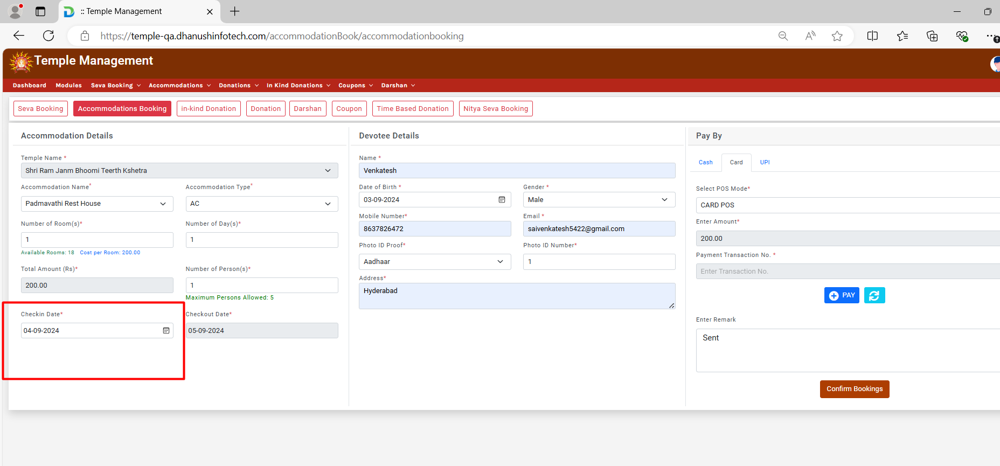 :: Temple Management
https://temple-qa.dhanushinfotech.com/accommodationBook/accommodationbooking
Temple Management
Dashboard Modules Seva Booking Accommodations Donations In Kind Donations Coupons Darshan
Seva Booking Accommodations Booking in-kind Donation Donation Darshan Coupon Time Based Donation Nitya Seva Booking
Accommodation Details
Temple Name *
Shri Ram Janm Bhoomi Teerth Kshetra
Accommodation Name* Accommodation Type*
Padmavathi Rest House AC
Number of Room(s)* Number of Day(s)*
1 1
Available Rooms: 18 Cost per Room: 200.00
Total Amount (Rs)* Number of Person(s)*
200.00 1
Maximum Persons Allowed: 5
Checkin Date* Checkout Date*
04-09-2024 05-09-2024
Devotee Details
Name *
Venkatesh
Date of Birth * Gender *
03-09-2024 Male
Mobile Number* Email *
8637826472 saivenkatesh5422@gmail.com
Photo ID Proof* Photo ID Number*
Aadhaar 1
Address*
Hyderabad
Pay By
Cash Card UPI
Select POS Mode*
CARD POS
Enter Amount*
200.00
Payment Transaction No. *
Enter Transaction No.
PAY
Enter Remark
Sent
Confirm Bookings